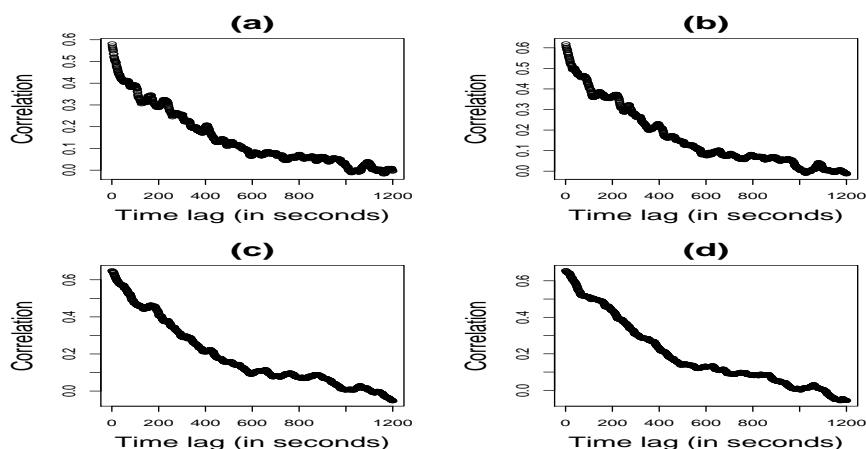 (a)
Correlation
0.0 0.1 0.2 0.3 0.4 0.5 0.6
0 200 400 600 800 1200
Time lag (in seconds)
(b)
Correlation
0.0 0.1 0.2 0.3 0.4 0.5 0.6
0 200 400 600 800 1200
Time lag (in seconds)
(c)
Correlation
0.0 0.2 0.4 0.6
0 200 400 600 800 1200
Time lag (in seconds)
(d)
Correlation
0.0 0.2 0.4 0.6
0 200 400 600 800 1200
Time lag (in seconds)